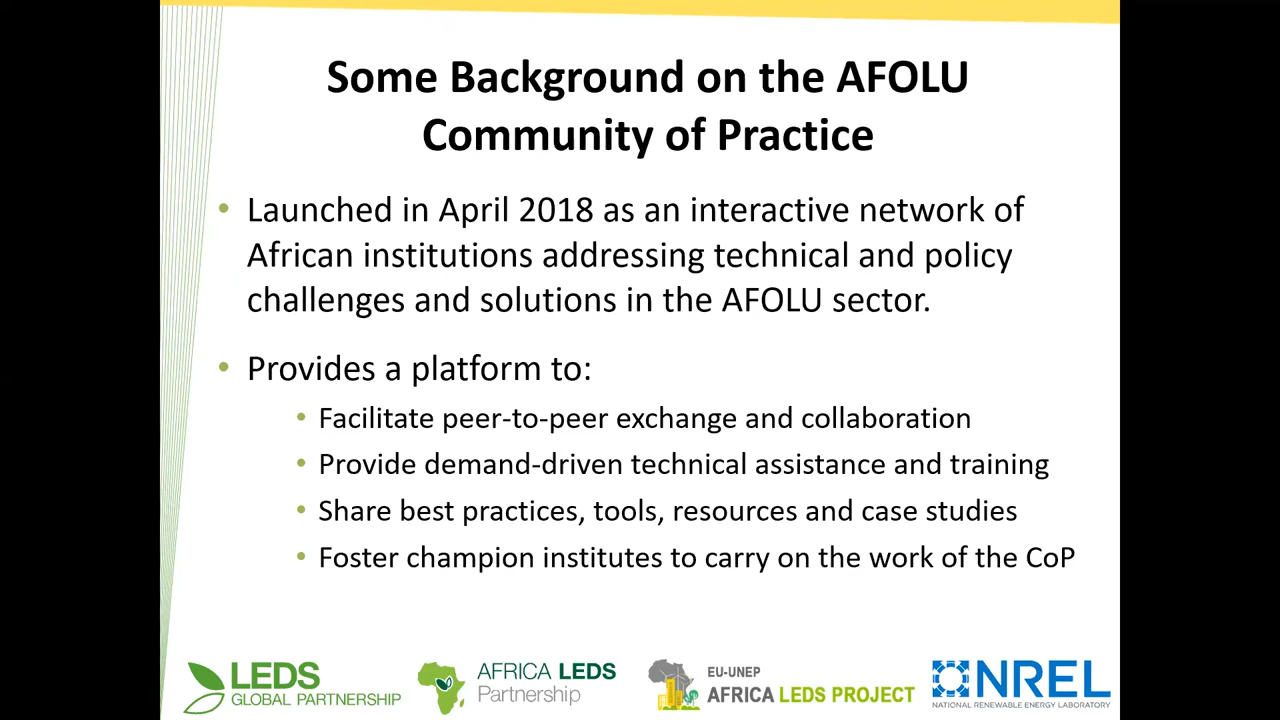 Some Background on the AFOLU
Community of Practice
• Launched in April 2018 as an interactive network of
African institutions addressing technical and policy
challenges and solutions in the AFOLU sector.
• Provides a platform to:
• Facilitate peer-to-peer exchange and collaboration
• Provide demand-driven technical assistance and training
• Share best practices, tools, resources and case studies
• Foster champion institutes to carry on the work of the CoP
LEDS
GLOBAL PARTNERSHIP
AFRICA LEDS
Partnership
EU-UNEP
AFRICA LEDS PROJECT
NREL
NATIONAL RENEWABLE ENERGY LABORATORY